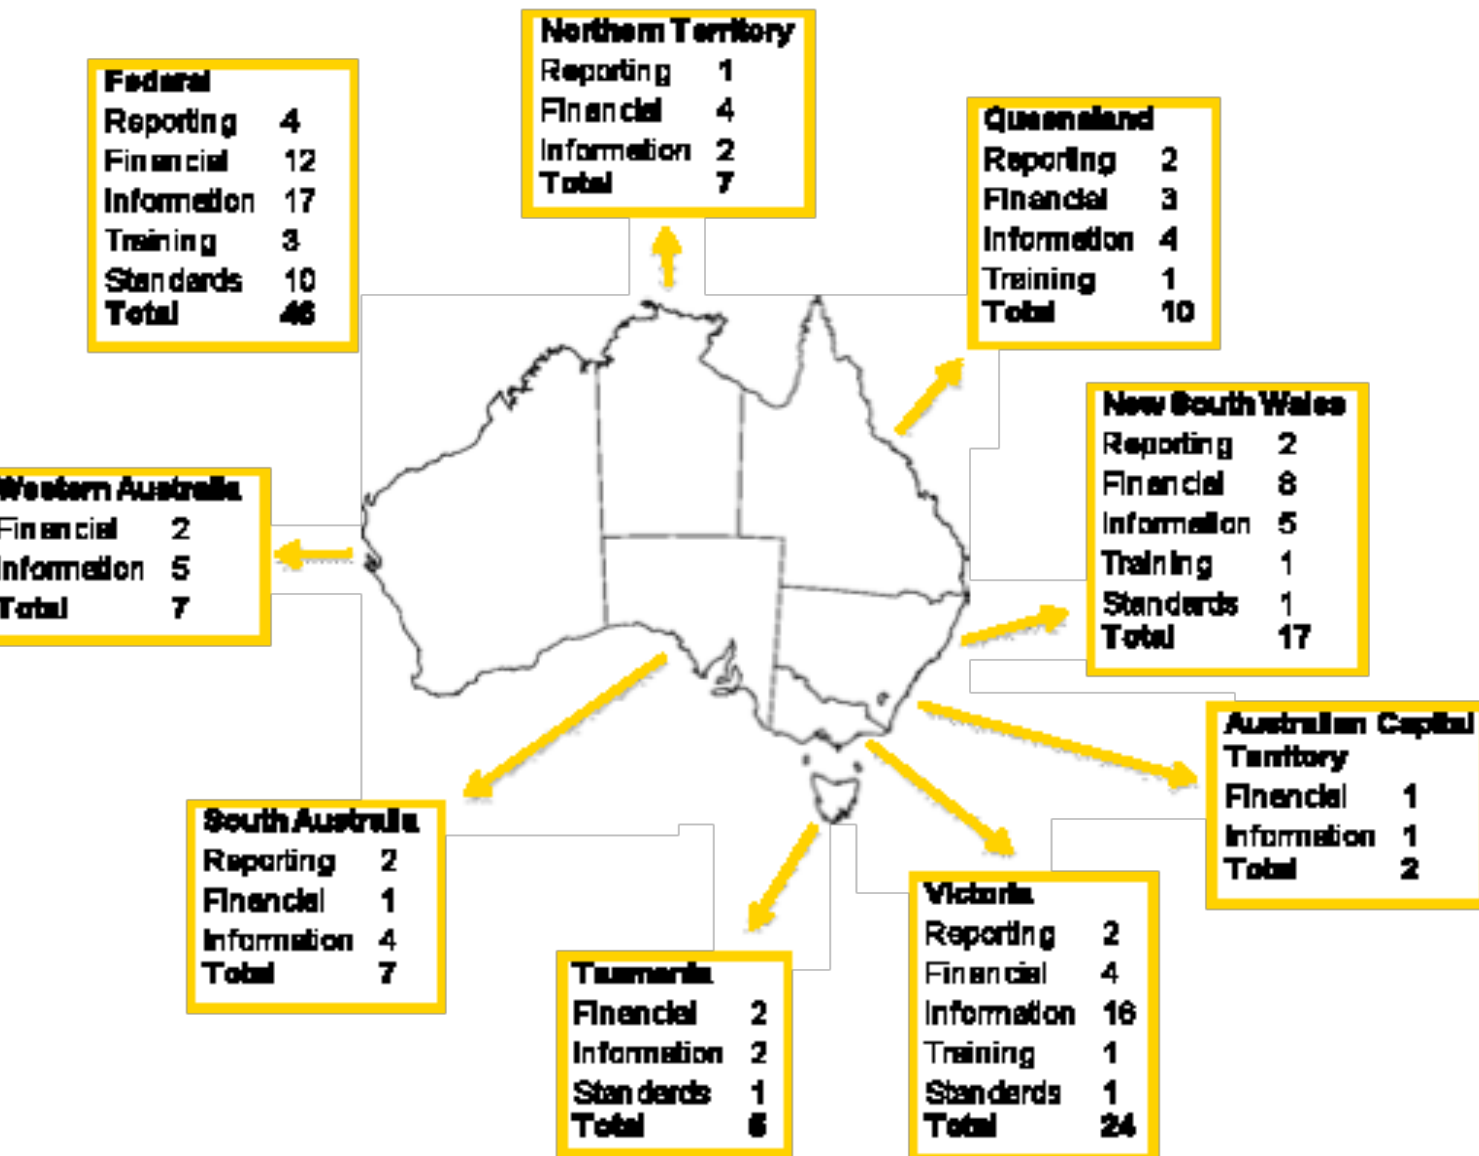 Northern Territory
Reporting 1
Financial 4
Information 2
Total 7
Federal
Reporting 4
Financial 12
Information 17
Training 3
Standards 10
Total 46
Queensland
Reporting 2
Financial 3
Information 4
Training 1
Total 10
New South Wales
Reporting 2
Financial 8
Information 5
Training 1
Standards 1
Total 17
Western Australia
Financial 2
Information 5
Total 7
Australian Capital
Territory
Financial 1
Information 1
Total 2
South Australia
Reporting 2
Financial 1
Information 4
Total 7
Victoria
Reporting 2
Financial 4
Information 16
Training 1
Standards 1
Total 24
Tasmania
Financial 2
Information 2
Standards 1
Total 5